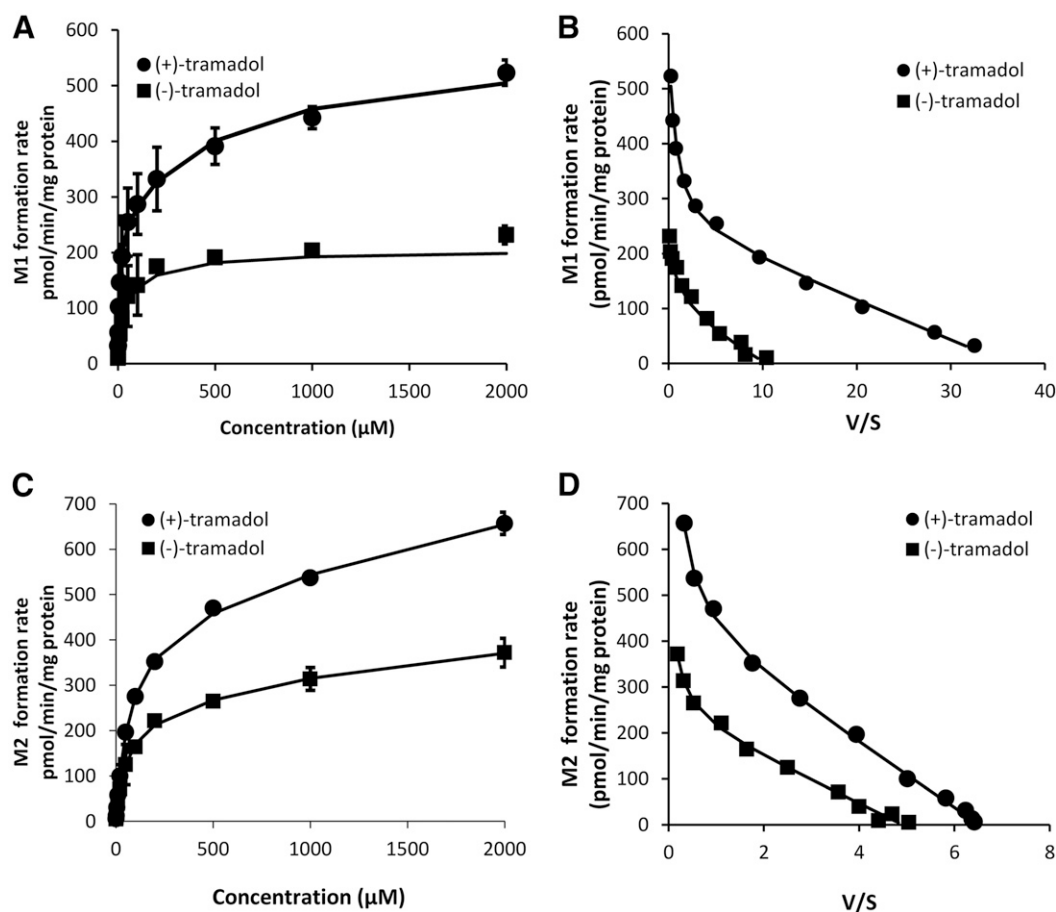 A
M1 formation rate
pmol/min/mg protein
600
500
400
300
200
100
0
(+)-tramadol
(-)-tramadol
0
500
1000
1500
2000
Concentration (µM)
B
M1 formation rate
(pmol/min/mg protein)
600
500
400
300
200
100
0
(+)-tramadol
(-)-tramadol
0
10
20
30
40
V/S
C
M2 formation rate
pmol/min/mg protein
700
600
500
400
300
200
100
0
(+)-tramadol
(-)-tramadol
0
500
1000
1500
2000
Concentration (µM)
D
M2 formation rate
(pmol/min/mg protein)
700
600
500
400
300
200
100
0
(+)-tramadol
(-)-tramadol
0
2
4
6
8
V/S